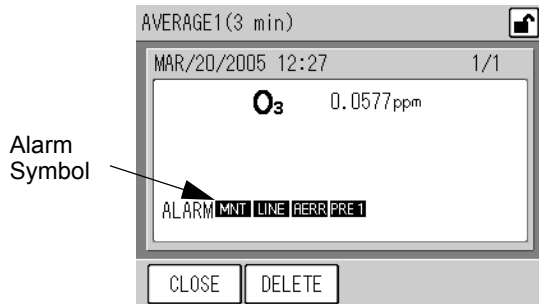 AVERAGE1(3 min)
MAR/20/2005 12:27 1/1
O₃ 0.0577ppm
Alarm
Symbol
ALARM MNT LINE AERR PRE1
CLOSE DELETE